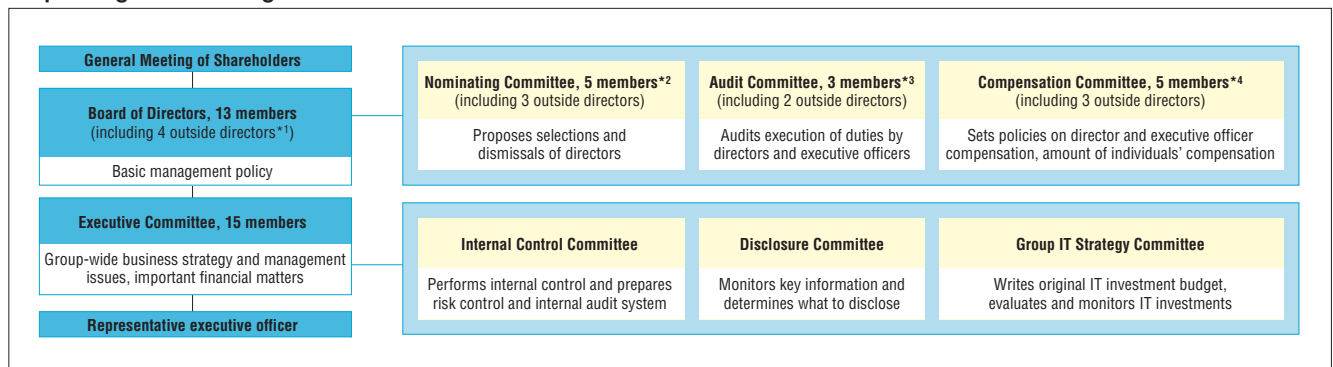 General Meeting of Shareholders
Board of Directors, 13 members
(including 4 outside directors*1)
Basic management policy
Executive Committee, 15 members
Group-wide business strategy and management
issues, important financial matters
Representative executive officer
Nominating Committee, 5 members*2
(including 3 outside directors)
Proposes selections and
dismissals of directors
Audit Committee, 3 members*3
(including 2 outside directors)
Audits execution of duties by
directors and executive officers
Compensation Committee, 5 members*4
(including 3 outside directors)
Sets policies on director and executive officer
compensation, amount of individuals’ compensation
Internal Control Committee
Performs internal control and prepares
risk control and internal audit system
Disclosure Committee
Monitors key information and
determines what to disclose
Group IT Strategy Committee
Writes original IT investment budget,
evaluates and monitors IT investments